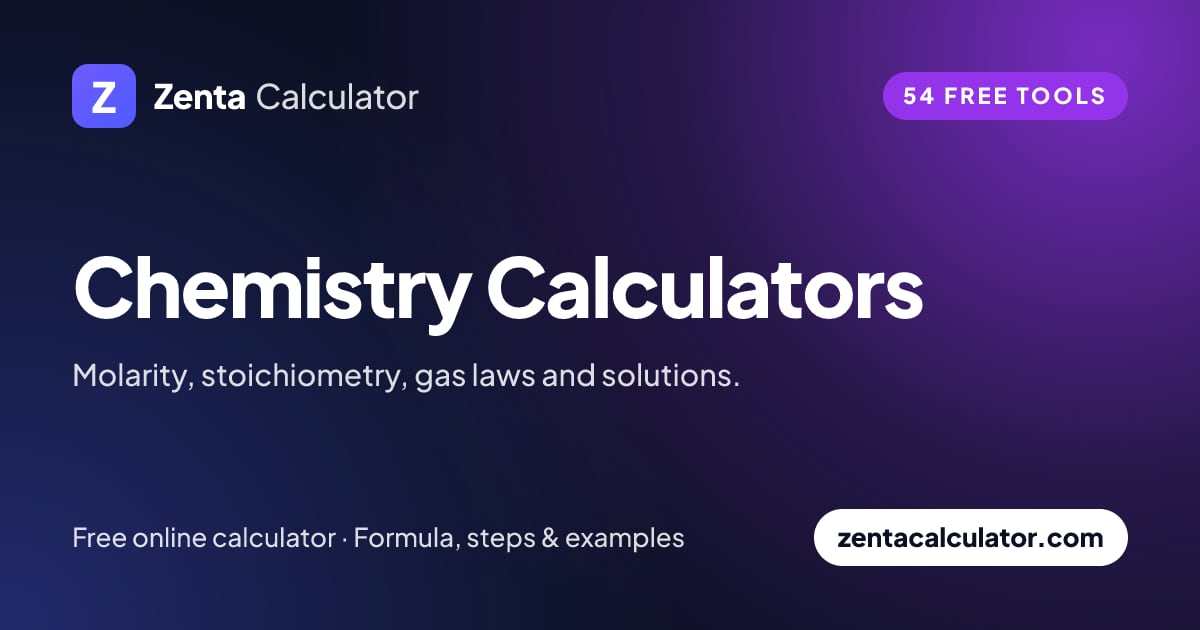 Z
Zenta Calculator
54 FREE TOOLS
Chemistry Calculators
Molarity, stoichiometry, gas laws and solutions.
Free online calculator · Formula, steps & examples
zentacalculator.com